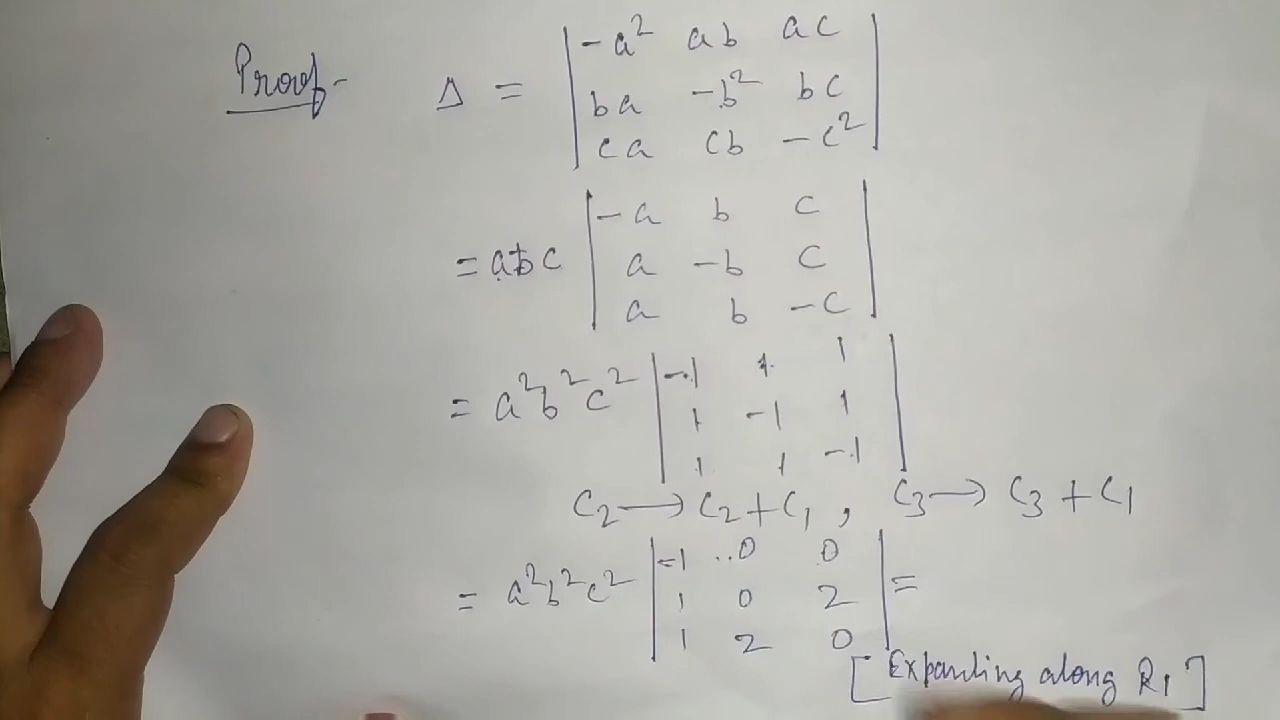 Proof- Δ = | -a² ab ac |
| ba -b² bc |
| ca cb -c² |
= abc | -a b c |
| a -b c |
| a b -c |
= a²b²c² | -1 1 1 |
| 1 -1 1 |
| 1 1 -1 |
C₂ → C₂ + C₁ , C₃ → C₃ + C₁
= a²b²c² | -1 0 0 |
| 1 0 2 | =
| 1 2 0 |
[Expanding along R₁]